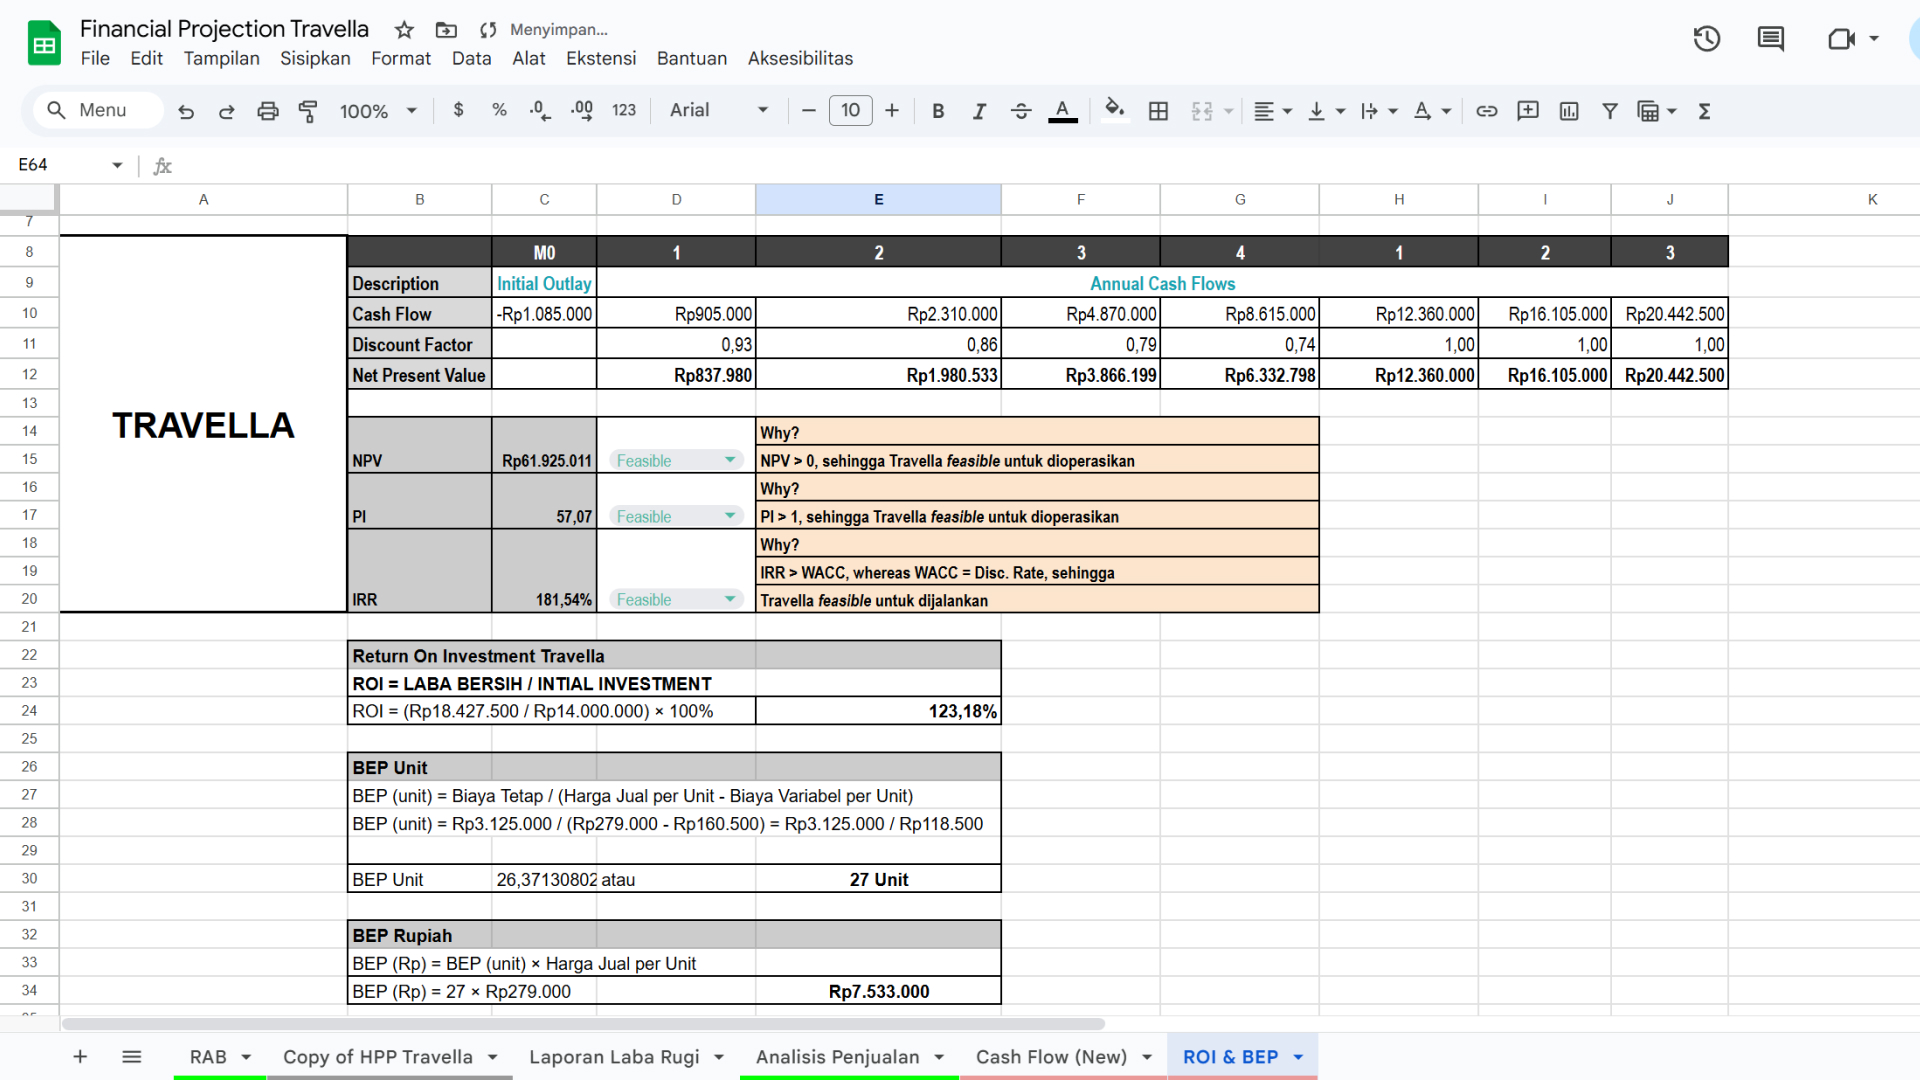 Financial Projection Travella
Menyimpan...
File Edit Tampilan Sisipkan Format Data Alat Ekstensi Bantuan Aksesibilitas
Menu 100% $ % .0 .00 123 Arial 10 B I A A Σ
E64 fx
A B C D E F G H I J K
7
8 M0 1 2 3 4 1 2 3
9 Description Initial Outlay Annual Cash Flows
10 Cash Flow -Rp1.085.000 Rp905.000 Rp2.310.000 Rp4.870.000 Rp8.615.000 Rp12.360.000 Rp16.105.000 Rp20.442.500
11 Discount Factor 0,93 0,86 0,79 0,74 1,00 1,00 1,00
12 Net Present Value Rp837.980 Rp1.980.533 Rp3.866.199 Rp6.332.798 Rp12.360.000 Rp16.105.000 Rp20.442.500
13
TRAVELLA
14 Why?
15 NPV Rp61.925.011 Feasible NPV > 0, sehingga Travella feasible untuk dioperasikan
16 Why?
17 PI 57,07 Feasible PI > 1, sehingga Travella feasible untuk dioperasikan
18 Why?
19 IRR > WACC, whereas WACC = Disc. Rate, sehingga
20 IRR 181,54% Feasible Travella feasible untuk dijalankan
21
22 Return On Investment Travella
23 ROI = LABA BERSIH / INTIAL INVESTMENT
24 ROI = (Rp18.427.500 / Rp14.000.000) × 100% 123,18%
25
26 BEP Unit
27 BEP (unit) = Biaya Tetap / (Harga Jual per Unit - Biaya Variabel per Unit)
28 BEP (unit) = Rp3.125.000 / (Rp279.000 - Rp160.500) = Rp3.125.000 / Rp118.500
29
30 BEP Unit 26,37130802 atau 27 Unit
31
32 BEP Rupiah
33 BEP (Rp) = BEP (unit) × Harga Jual per Unit
34 BEP (Rp) = 27 × Rp279.000 Rp7.533.000
RAB Copy of HPP Travella Laporan Laba Rugi Analisis Penjualan Cash Flow (New) ROI & BEP